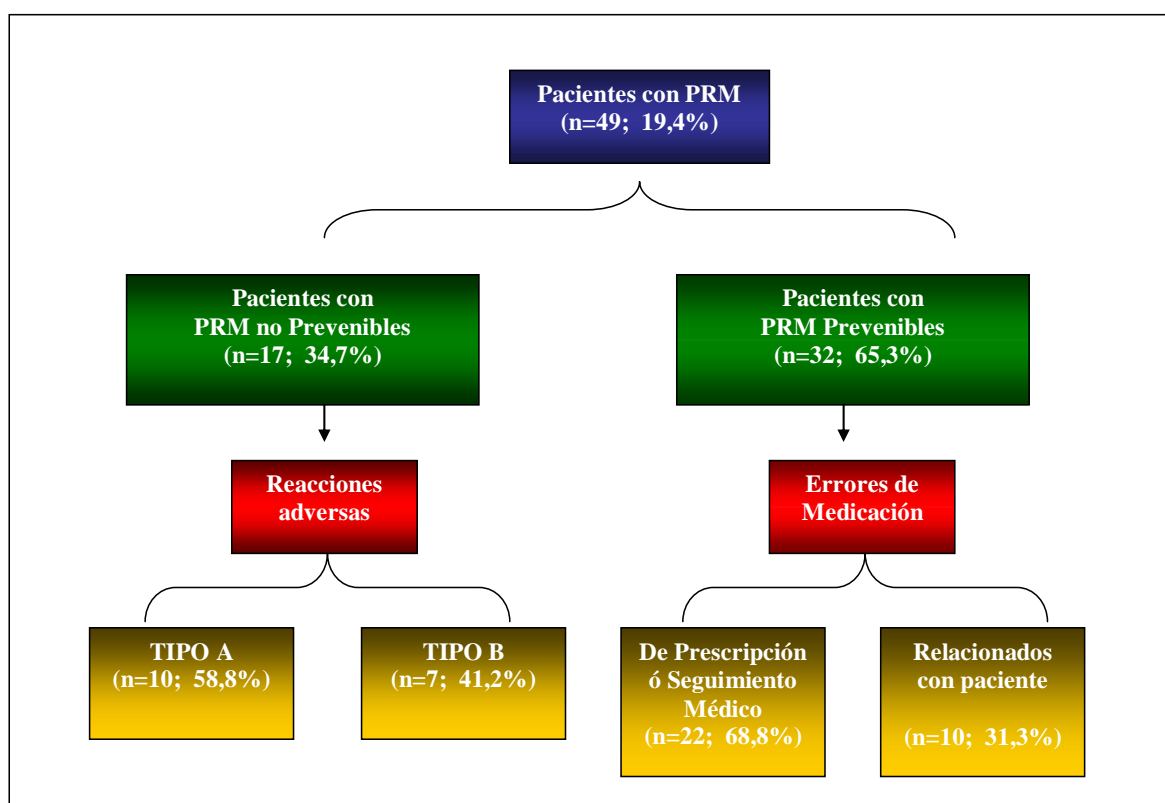 Pacientes con PRM
(n=49; 19,4%)
Pacientes con
PRM no Prevenibles
(n=17; 34,7%)
Pacientes con
PRM Prevenibles
(n=32; 65,3%)
Reacciones
adversas
Errores de
Medicación
TIPO A
(n=10; 58,8%)
TIPO B
(n=7; 41,2%)
De Prescripción
ó Seguimiento
Médico
(n=22; 68,8%)
Relacionados
con paciente
(n=10; 31,3%)